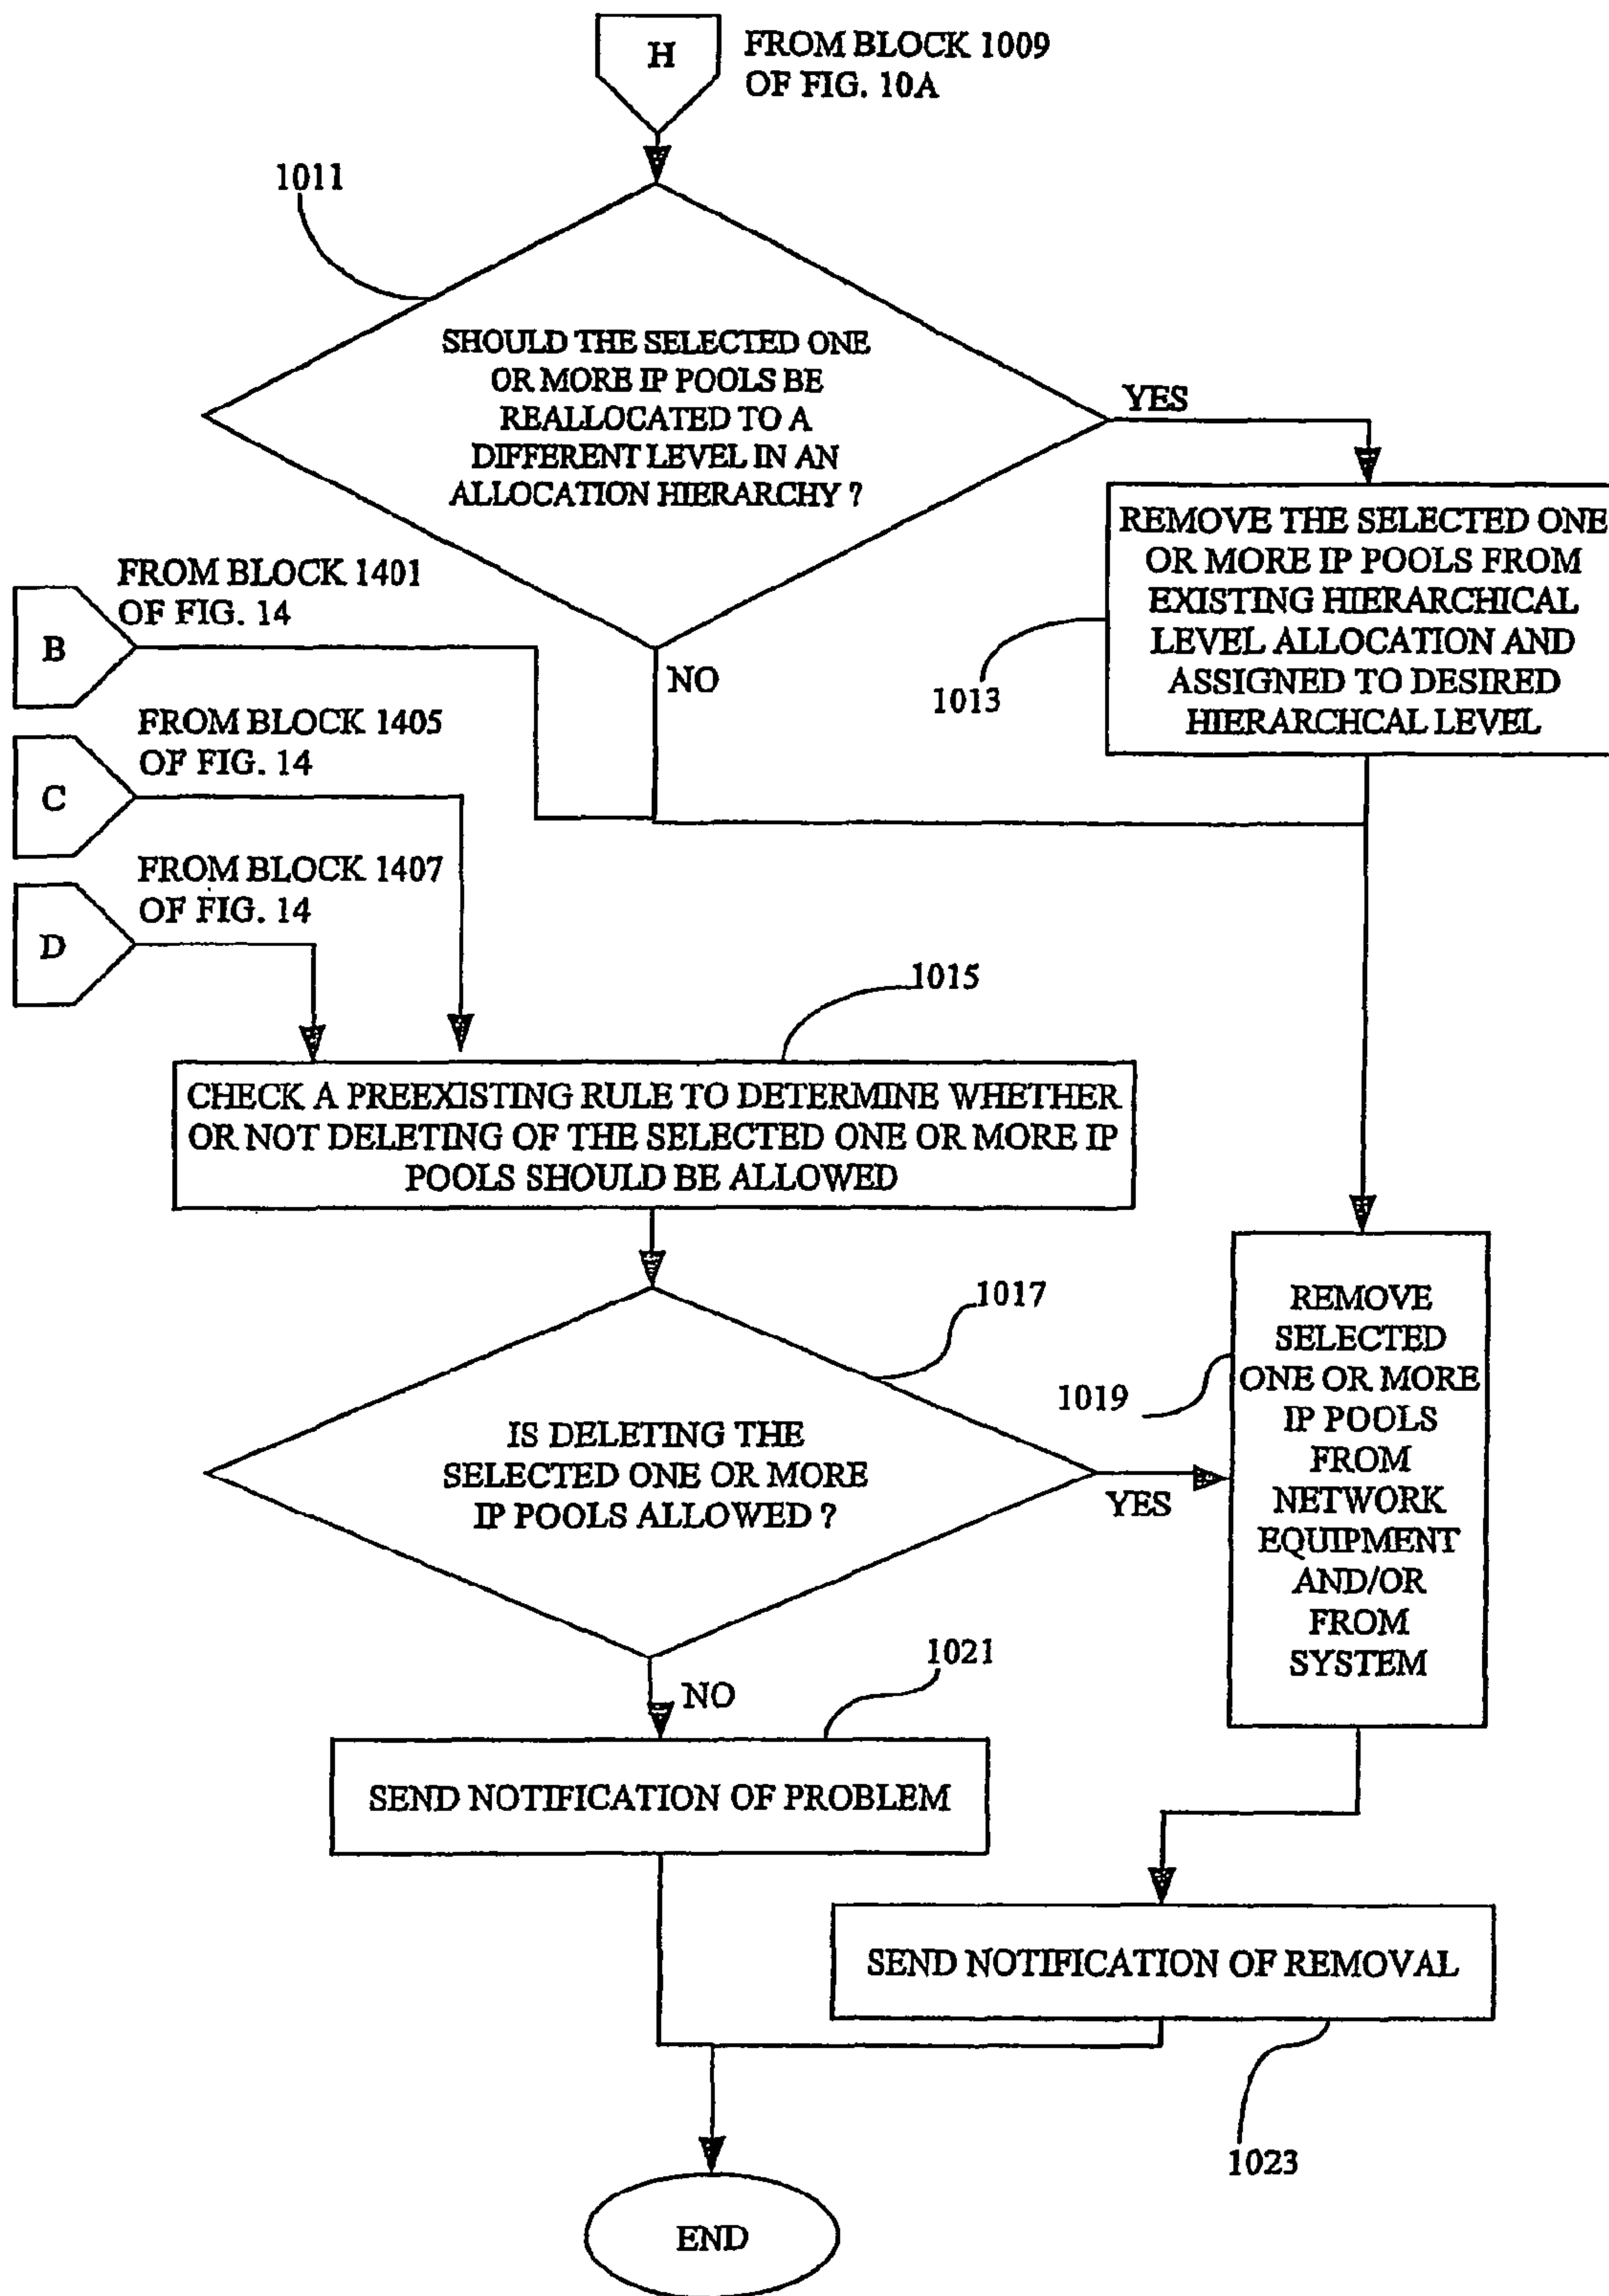 H
FROM BLOCK 1009
OF FIG. 10A
1011
SHOULD THE SELECTED ONE
OR MORE IP POOLS BE
REALLOCATED TO A
DIFFERENT LEVEL IN AN
ALLOCATION HIERARCHY ?
YES
REMOVE THE SELECTED ONE
OR MORE IP POOLS FROM
EXISTING HIERARCHICAL
LEVEL ALLOCATION AND
ASSIGNED TO DESIRED
HIERARCHCAL LEVEL
1013
NO
FROM BLOCK 1401
OF FIG. 14
B
FROM BLOCK 1405
OF FIG. 14
C
FROM BLOCK 1407
OF FIG. 14
D
1015
CHECK A PREEXISTING RULE TO DETERMINE WHETHER
OR NOT DELETING OF THE SELECTED ONE OR MORE IP
POOLS SHOULD BE ALLOWED
1017
IS DELETING THE
SELECTED ONE OR MORE
IP POOLS ALLOWED ?
YES
1019
REMOVE
SELECTED
ONE OR MORE
IP POOLS
FROM
NETWORK
EQUIPMENT
AND/OR
FROM
SYSTEM
NO
1021
SEND NOTIFICATION OF PROBLEM
SEND NOTIFICATION OF REMOVAL
1023
END